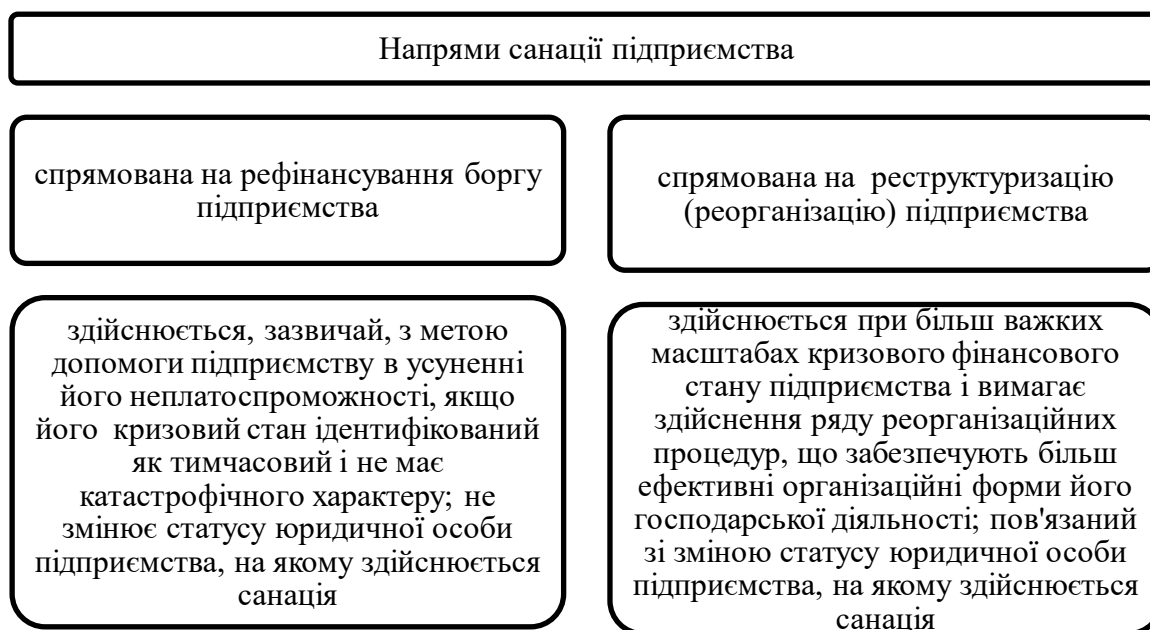 Напрями санації підприємства
спрямована на рефінансування боргу
підприємства
спрямована на реструктуризацію
(реорганізацію) підприємства
здійснюється, зазвичай, з метою
допомоги підприємству в усуненні
його неплатоспроможності, якщо
його кризовий стан ідентифікований
як тимчасовий і не має
катастрофічного характеру; не
змінює статусу юридичної особи
підприємства, на якому здійснюється
санація
здійснюється при більш важких
масштабах кризового фінансового
стану підприємства і вимагає
здійснення ряду реорганізаційних
процедур, що забезпечують більш
ефективні організаційні форми його
господарської діяльності; пов'язаний
зі зміною статусу юридичної особи
підприємства, на якому здійснюється
санація